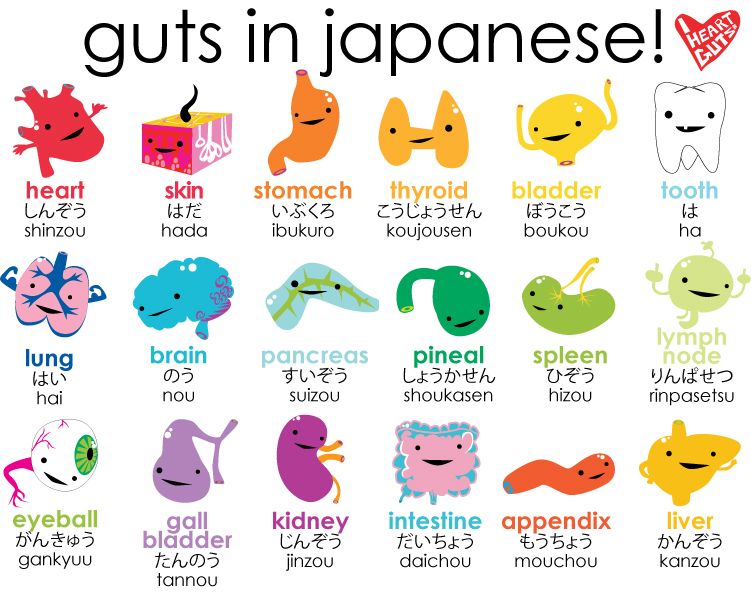 guts in japanese!
I HEART GUTS.
heart
しんぞう
shinzou
skin
はだ
hada
stomach
いぶくろ
ibukuro
thyroid
こうじょうせん
koujousen
bladder
ぼうこう
boukou
tooth
は
ha
lung
はい
hai
brain
のう
nou
pancreas
すいぞう
suizou
pineal
しょうかせん
shoukasen
spleen
ひぞう
hizou
lymph
node
りんぱせつ
rinpasetsu
eyeball
がんきゅう
gankyuu
gall
bladder
たんのう
tannou
kidney
じんぞう
jinzou
intestine
だいちょう
daichou
appendix
もうちょう
mouchou
liver
かんぞう
kanzou